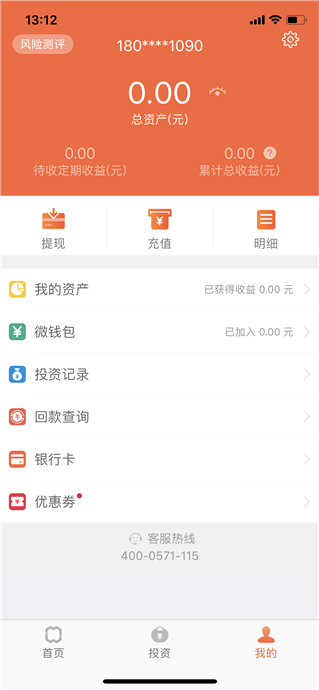 13:12
风险测评
180****1090
0.00
总资产(元)
0.00
待收定期收益(元)
0.00 ?
累计总收益(元)
提现
充值
明细
我的资产 已获得收益 0.00 元
微钱包 已加入 0.00 元
投资记录
回款查询
银行卡
优惠劵
客服热线
400-0571-115
首页
投资
我的